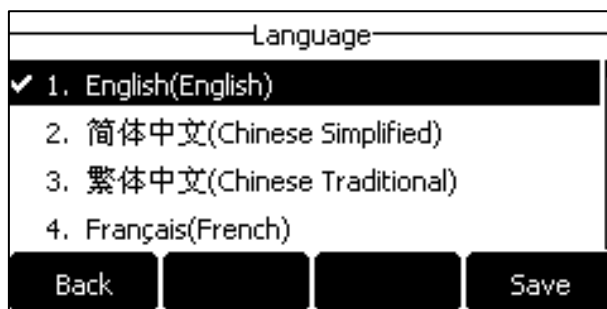 Language
✔ 1. English(English)
2. 简体中文(Chinese Simplified)
3. 繁体中文(Chinese Traditional)
4. Français(French)
Back Save